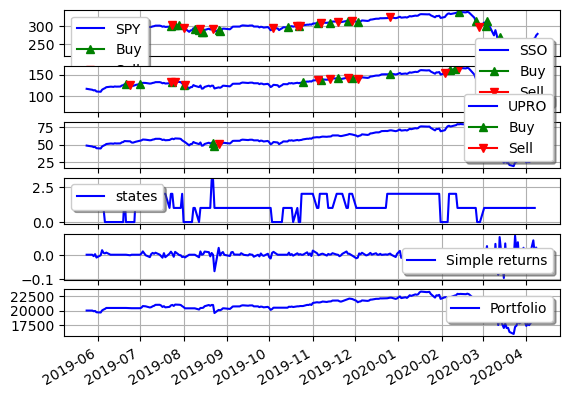 300
250
SPY
Buy
150
100
SSO
Buy
Sell
75
50
25
UPRO
Buy
Sell
2.5
0.0
states
0.0
−0.1
Simple returns
22500
20000
17500
Portfolio
2019-06
2019-07
2019-08
2019-09
2019-10
2019-11
2019-12
2020-01
2020-02
2020-03
2020-04